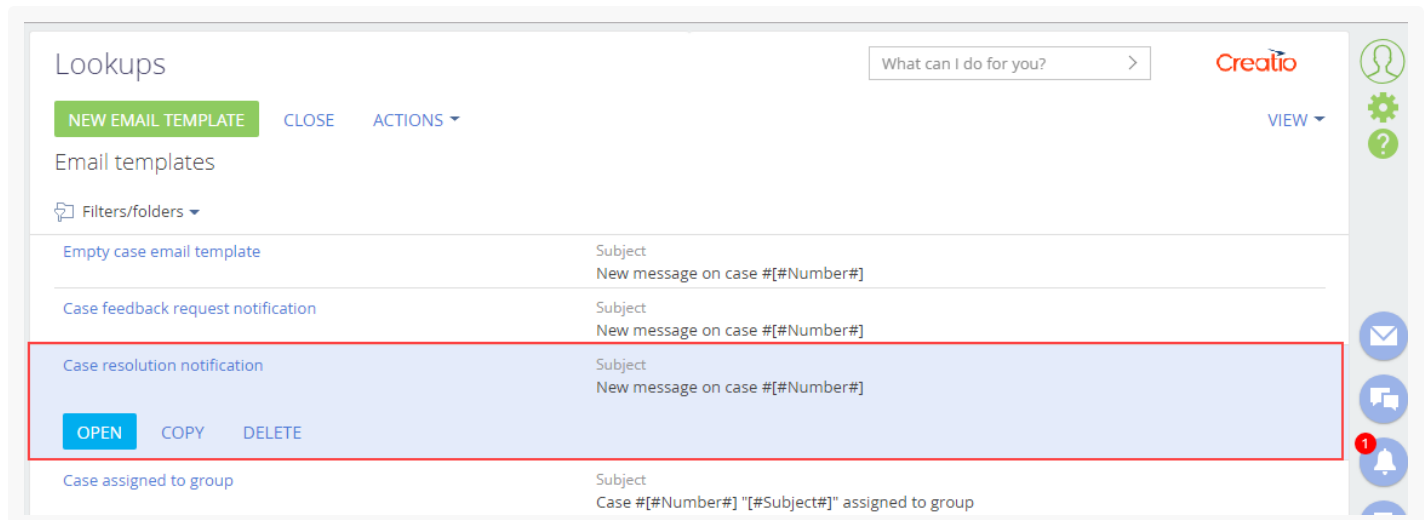 Lookups
What can I do for you?
Creatio
NEW EMAIL TEMPLATE CLOSE ACTIONS VIEW
Email templates
Filters/folders
Empty case email template
Subject
New message on case #[#Number#]
Case feedback request notification
Subject
New message on case #[#Number#]
Case resolution notification
Subject
New message on case #[#Number#]
OPEN COPY DELETE
1
Case assigned to group
Subject
Case #[#Number#] "[#Subject#]" assigned to group